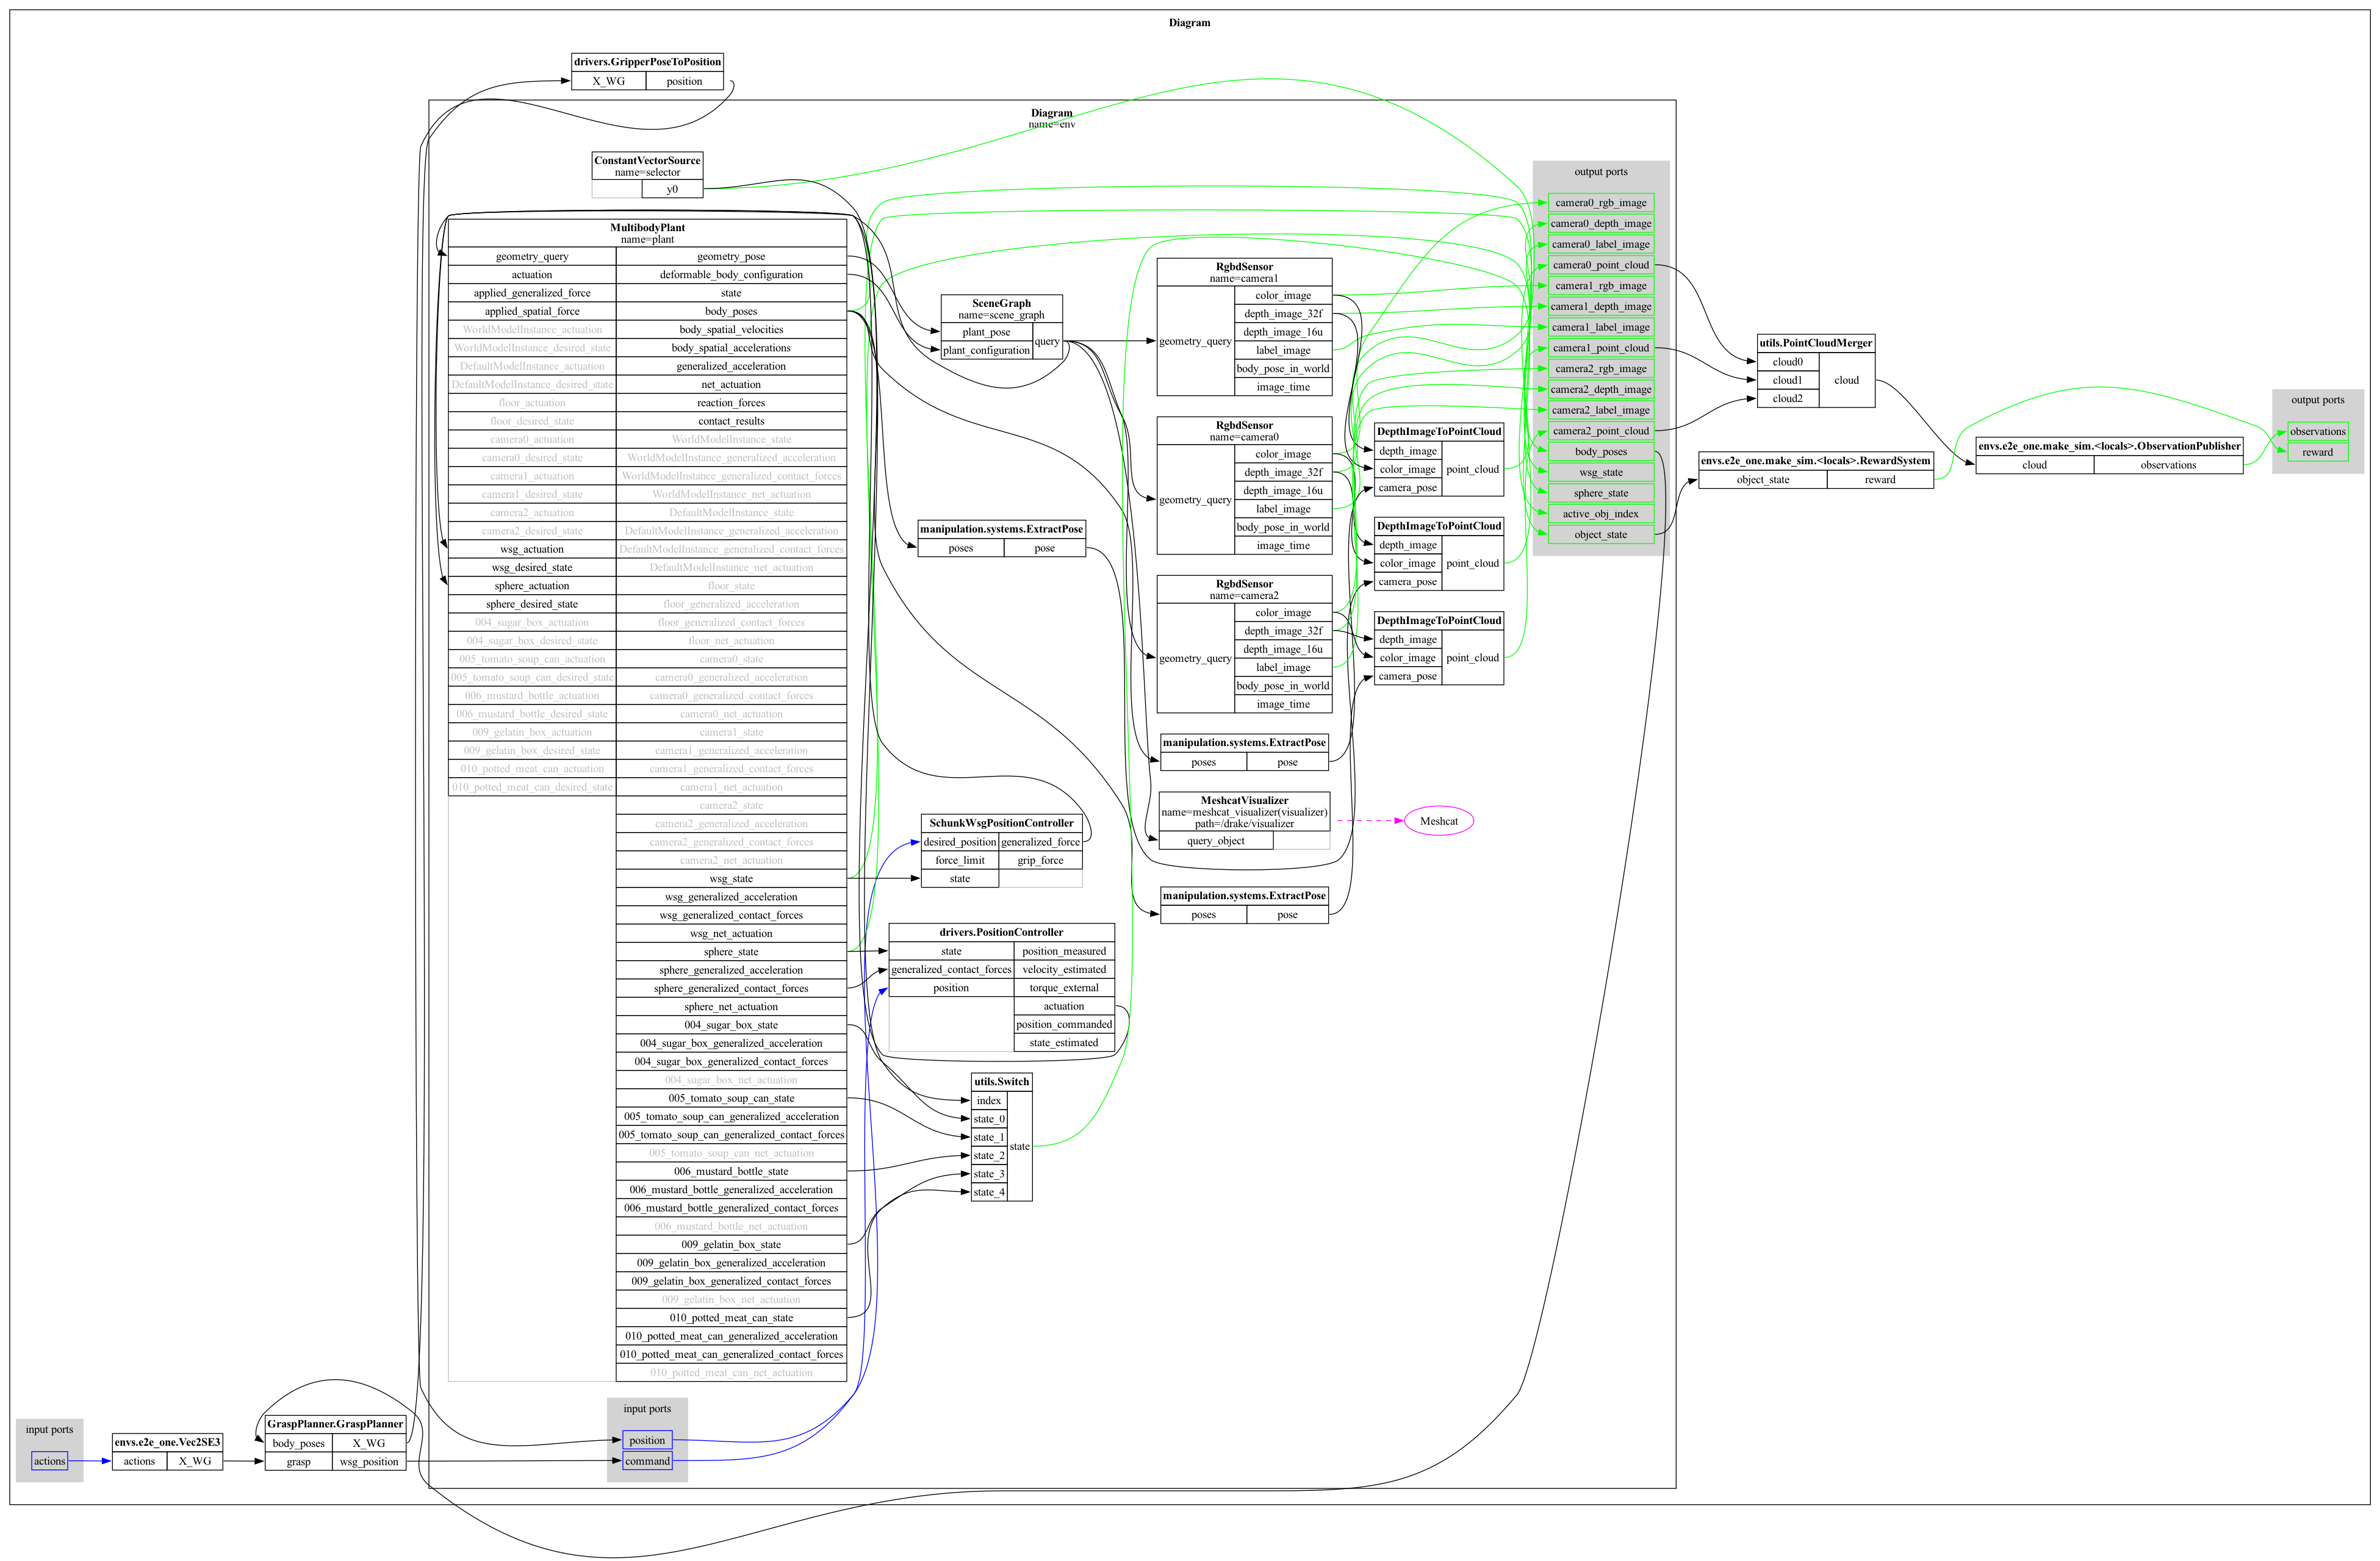 Diagram
drivers.GripperPoseToPosition
X_WG position
Diagram
name=env
ConstantVectorSource
name=selector
y0
MultibodyPlant
name=plant
geometry_query geometry_pose
actuation deformable_body_configuration
applied_generalized_force state
applied_spatial_force body_poses
WorldModelInstance_actuation body_spatial_velocities
WorldModelInstance_desired_state body_spatial_accelerations
DefaultModelInstance_actuation generalized_acceleration
DefaultModelInstance_desired_state net_actuation
floor_actuation reaction_forces
floor_desired_state contact_results
camera0_actuation WorldModelInstance_state
camera0_desired_state WorldModelInstance_generalized_acceleration
camera1_actuation WorldModelInstance_generalized_contact_forces
camera1_desired_state WorldModelInstance_net_actuation
camera2_actuation DefaultModelInstance_state
camera2_desired_state DefaultModelInstance_generalized_acceleration
wsg_actuation DefaultModelInstance_generalized_contact_forces
wsg_desired_state DefaultModelInstance_net_actuation
sphere_actuation floor_state
sphere_desired_state floor_generalized_acceleration
004_sugar_box_actuation floor_generalized_contact_forces
004_sugar_box_desired_state floor_net_actuation
005_tomato_soup_can_actuation camera0_state
005_tomato_soup_can_desired_state camera0_generalized_acceleration
006_mustard_bottle_actuation camera0_generalized_contact_forces
006_mustard_bottle_desired_state camera0_net_actuation
009_gelatin_box_actuation camera1_state
009_gelatin_box_desired_state camera1_generalized_acceleration
010_potted_meat_can_actuation camera1_generalized_contact_forces
010_potted_meat_can_desired_state camera1_net_actuation
camera2_state
camera2_generalized_acceleration
camera2_generalized_contact_forces
camera2_net_actuation
wsg_state
wsg_generalized_acceleration
wsg_generalized_contact_forces
wsg_net_actuation
sphere_state
sphere_generalized_acceleration
sphere_generalized_contact_forces
sphere_net_actuation
004_sugar_box_state
004_sugar_box_generalized_acceleration
004_sugar_box_generalized_contact_forces
004_sugar_box_net_actuation
005_tomato_soup_can_state
005_tomato_soup_can_generalized_acceleration
005_tomato_soup_can_generalized_contact_forces
005_tomato_soup_can_net_actuation
006_mustard_bottle_state
006_mustard_bottle_generalized_acceleration
006_mustard_bottle_generalized_contact_forces
006_mustard_bottle_net_actuation
009_gelatin_box_state
009_gelatin_box_generalized_acceleration
009_gelatin_box_generalized_contact_forces
009_gelatin_box_net_actuation
010_potted_meat_can_state
010_potted_meat_can_generalized_acceleration
010_potted_meat_can_generalized_contact_forces
010_potted_meat_can_net_actuation
SceneGraph
name=scene_graph
plant_pose
plant_configuration
query
manipulation.systems.ExtractPose
poses pose
SchunkWsgPositionController
desired_position generalized_force
force_limit grip_force
state
drivers.PositionController
state position_measured
generalized_contact_forces velocity_estimated
position torque_external
actuation
position_commanded
state_estimated
utils.Switch
index
state_0
state_1
state_2
state_3
state_4
state
RgbdSensor
name=camera1
geometry_query
color_image
depth_image_32f
depth_image_16u
label_image
body_pose_in_world
image_time
RgbdSensor
name=camera0
geometry_query
color_image
depth_image_32f
depth_image_16u
label_image
body_pose_in_world
image_time
RgbdSensor
name=camera2
geometry_query
color_image
depth_image_32f
depth_image_16u
label_image
body_pose_in_world
image_time
manipulation.systems.ExtractPose
poses pose
MeshcatVisualizer
name=meshcat_visualizer(visualizer)
path=/drake/visualizer
query_object
Meshcat
manipulation.systems.ExtractPose
poses pose
DepthImageToPointCloud
depth_image
color_image
camera_pose
point_cloud
DepthImageToPointCloud
depth_image
color_image
camera_pose
point_cloud
DepthImageToPointCloud
depth_image
color_image
camera_pose
point_cloud
output ports
camera0_rgb_image
camera0_depth_image
camera0_label_image
camera0_point_cloud
camera1_rgb_image
camera1_depth_image
camera1_label_image
camera1_point_cloud
camera2_rgb_image
camera2_depth_image
camera2_label_image
camera2_point_cloud
body_poses
wsg_state
sphere_state
active_obj_index
object_state
utils.PointCloudMerger
cloud0
cloud1
cloud2
cloud
envs.e2e_one.make_sim.<locals>.RewardSystem
object_state reward
envs.e2e_one.make_sim.<locals>.ObservationPublisher
cloud observations
output ports
observations
reward
input ports
actions
envs.e2e_one.Vec2SE3
actions X_WG
GraspPlanner.GraspPlanner
body_poses X_WG
grasp wsg_position
input ports
position
command